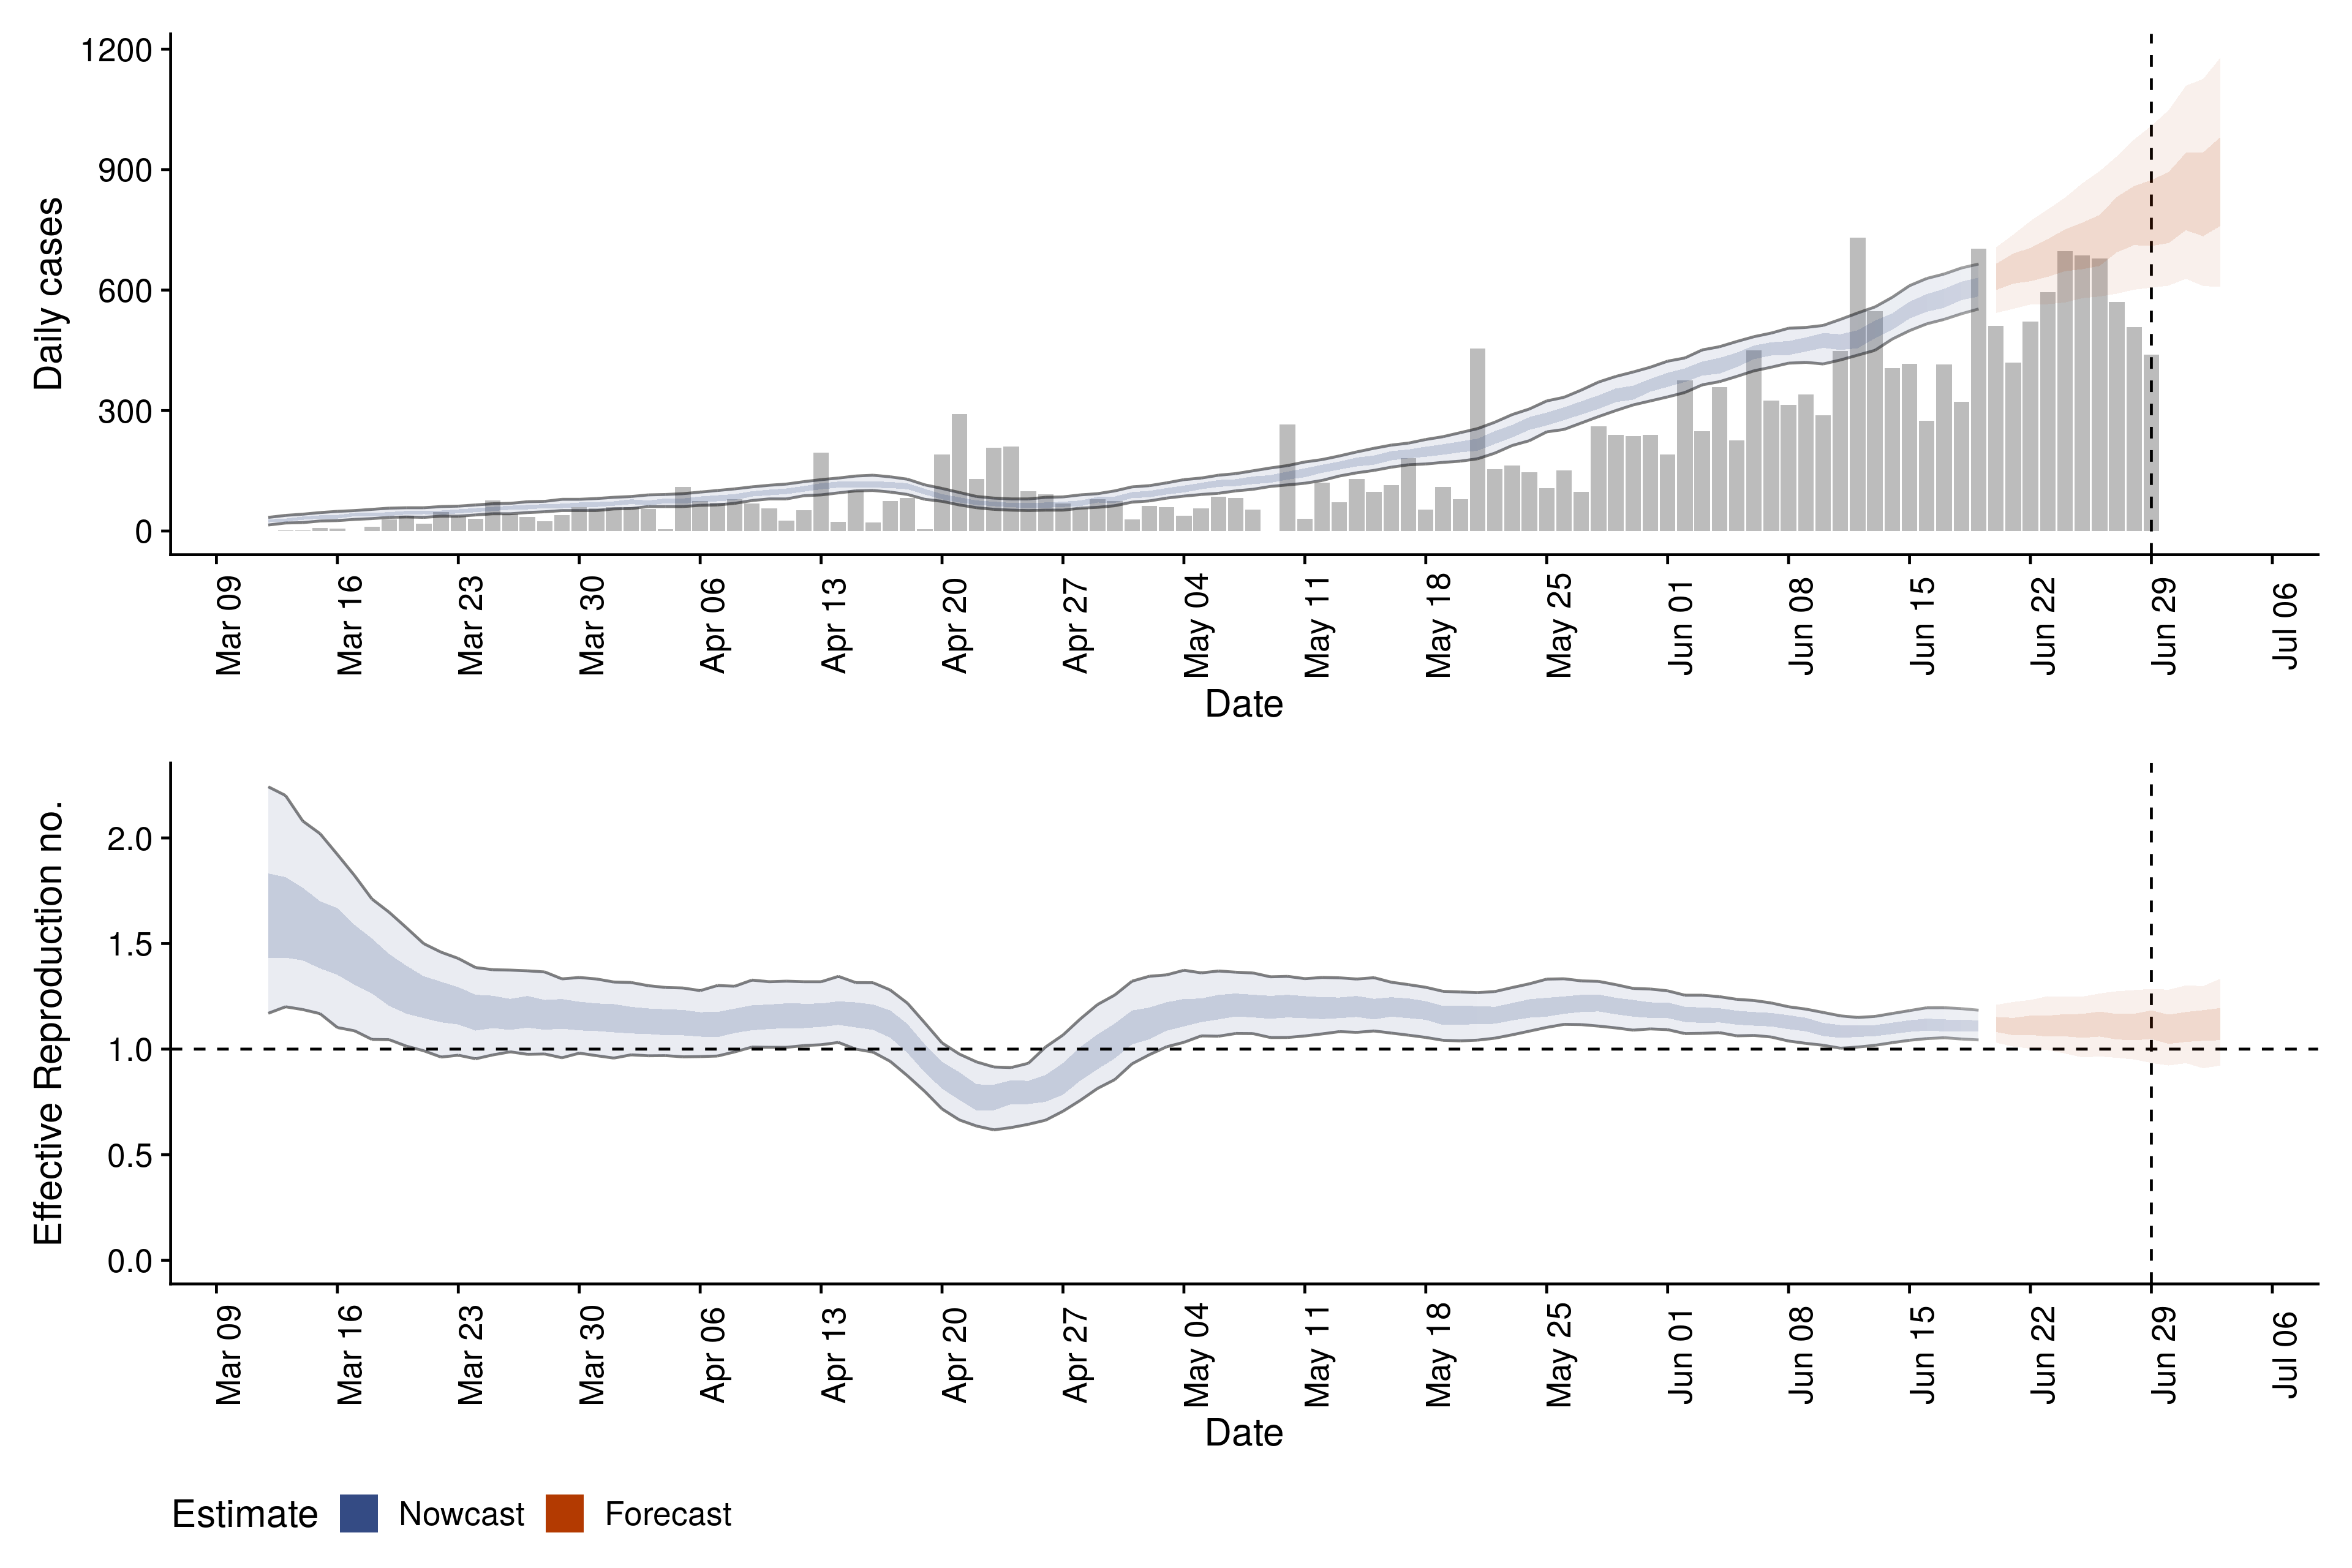 1200
900
600
300
0
Daily cases
Mar 09 Mar 16 Mar 23 Mar 30 Apr 06 Apr 13 Apr 20 Apr 27 May 04 May 11 May 18 May 25 Jun 01 Jun 08 Jun 15 Jun 22 Jun 29 Jul 06
Date
2.0
1.5
1.0
0.5
0.0
Effective Reproduction no.
Mar 09 Mar 16 Mar 23 Mar 30 Apr 06 Apr 13 Apr 20 Apr 27 May 04 May 11 May 18 May 25 Jun 01 Jun 08 Jun 15 Jun 22 Jun 29 Jul 06
Date
Estimate Nowcast Forecast